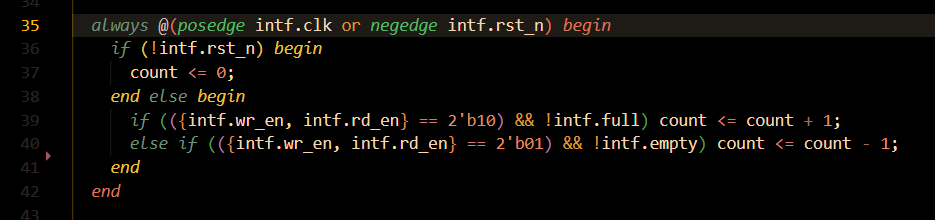 34
35 always @(posedge intf.clk or negedge intf.rst_n) begin
36 if (!intf.rst_n) begin
37 count <= 0;
38 end else begin
39 if (({intf.wr_en, intf.rd_en} == 2'b10) && !intf.full) count <= count + 1;
40 else if (({intf.wr_en, intf.rd_en} == 2'b01) && !intf.empty) count <= count - 1;
41 end
42 end
43